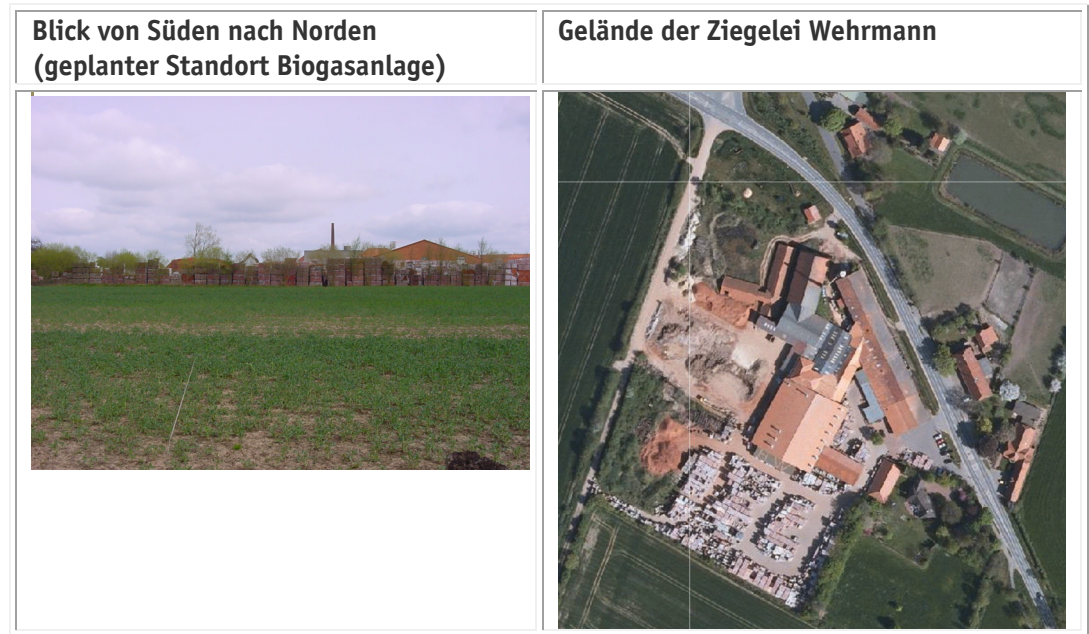 Blick von Süden nach Norden
(geplanter Standort Biogasanlage)
Gelände der Ziegelei Wehrmann